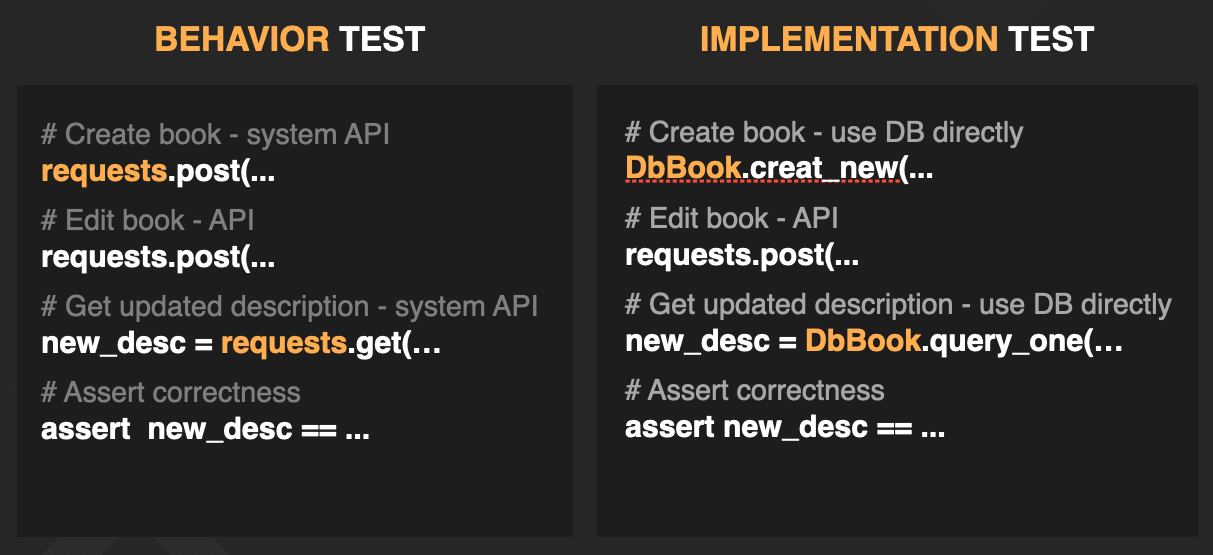 BEHAVIOR TEST
# Create book - system API
requests.post(...
# Edit book - API
requests.post(...
# Get updated description - system API
new_desc = requests.get(...
# Assert correctness
assert  new_desc == ...
IMPLEMENTATION TEST
# Create book - use DB directly
DbBook.creat_new(...
# Edit book - API
requests.post(...
# Get updated description - use DB directly
new_desc = DbBook.query_one(...
# Assert correctness
assert new_desc == ...